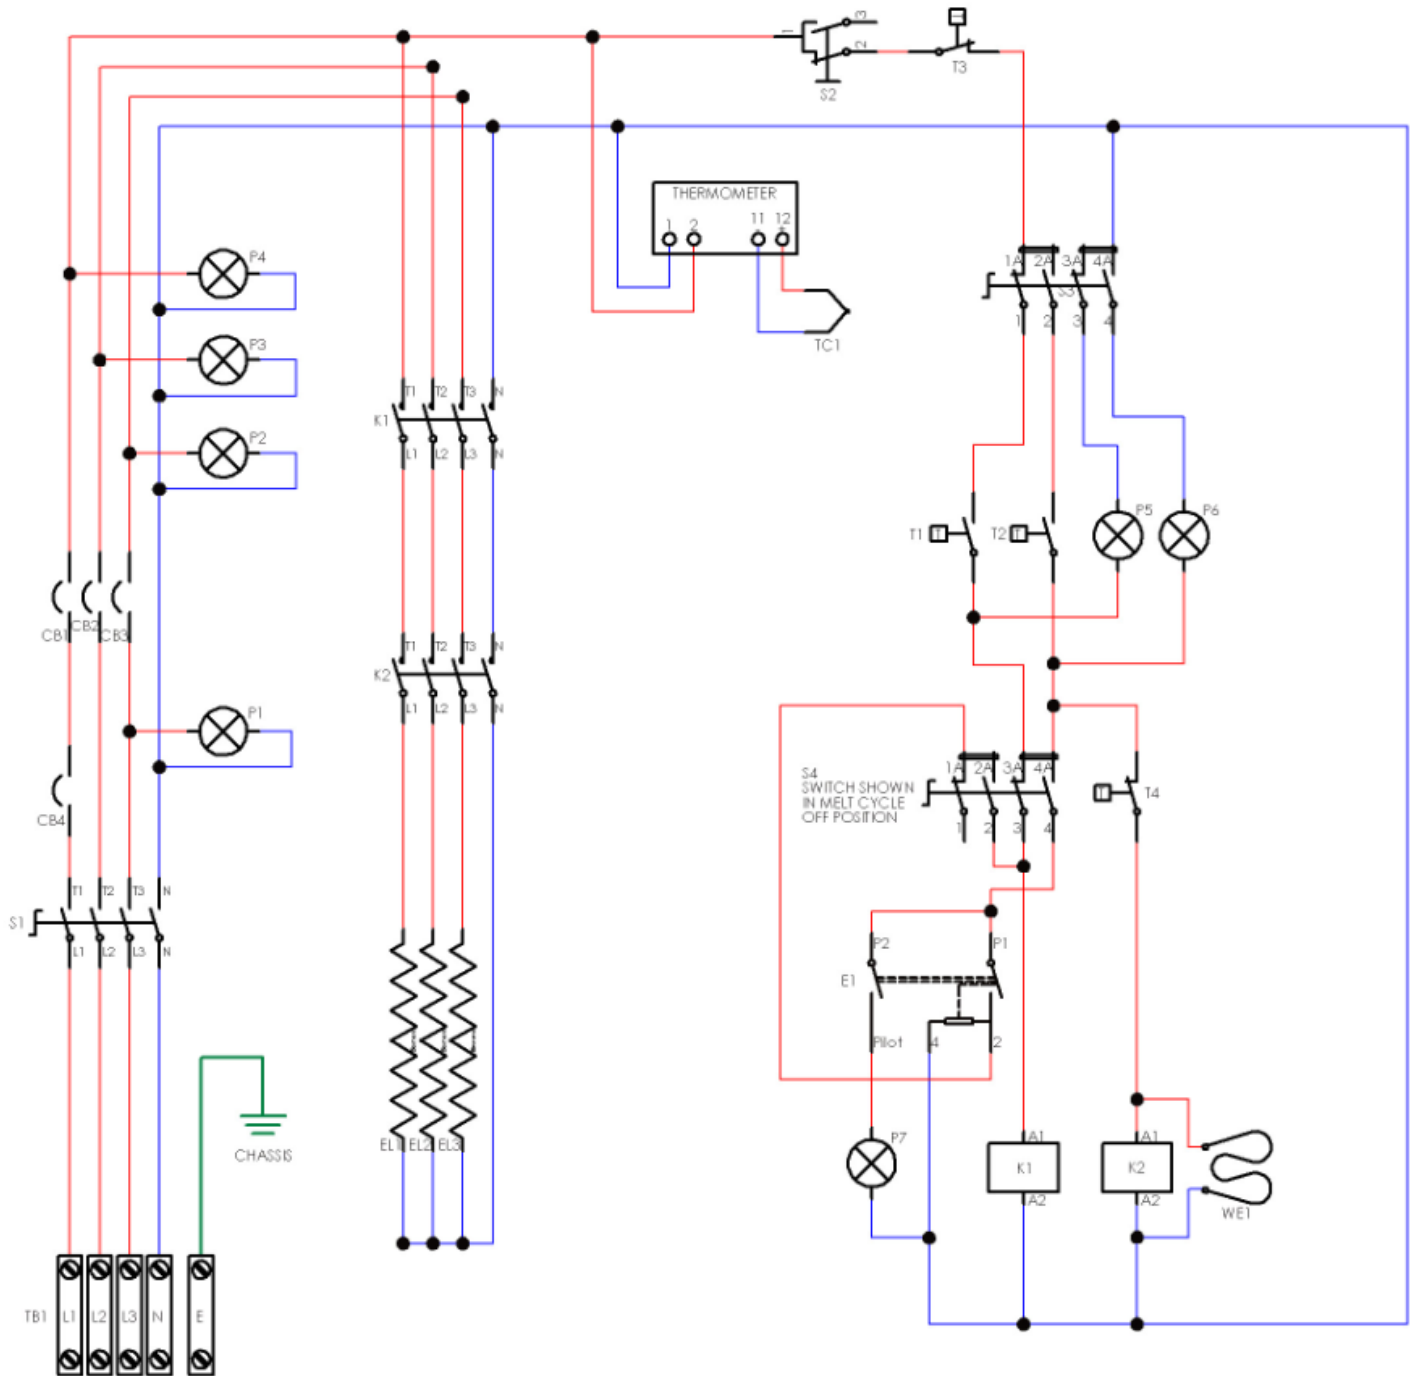 3
1
2
S2
T3
THERMOMETER
1 2 11 12
TC1
P4
P3
P2
1A 2A 3A 4A
S3
1 2 3 4
T1 T2 T3 N
K1
L1 L2 L3 N
T1
T2
P5
P6
CB1
CB2
CB3
T1 T2 T3 N
K2
L1 L2 L3 N
P1
CB4
S4
SWITCH SHOWN
IN MELT CYCLE
OFF POSITION
1A 2A 3A 4A
1 2 3 4
T4
T1 T2 T3 N
S1
L1 L2 L3 N
P2
P1
E1
Pilot
4
2
CHASSIS
EL1
EL2
EL3
P7
A1
K1
A2
A1
K2
A2
WE1
TB1
L1 L2 L3 N E